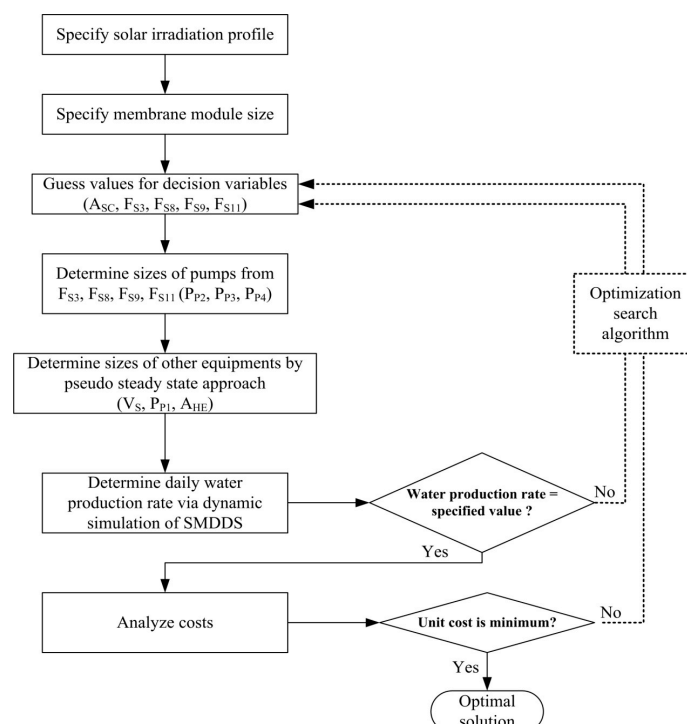 Specify solar irradiation profile
Specify membrane module size
Guess values for decision variables
(A_SC, F_S3, F_S8, F_S9, F_S11)
Determine sizes of pumps from
F_S3, F_S8, F_S9, F_S11 (P_P2, P_P3, P_P4)
Optimization
search
algorithm
Determine sizes of other equipments by
pseudo steady state approach
(V_S, P_P1, A_HE)
Determine daily water
production rate via dynamic
simulation of SMDDS
Water production rate =
specified value ?
No
Yes
Analyze costs
Unit cost is minimum?
No
Yes
Optimal
solution